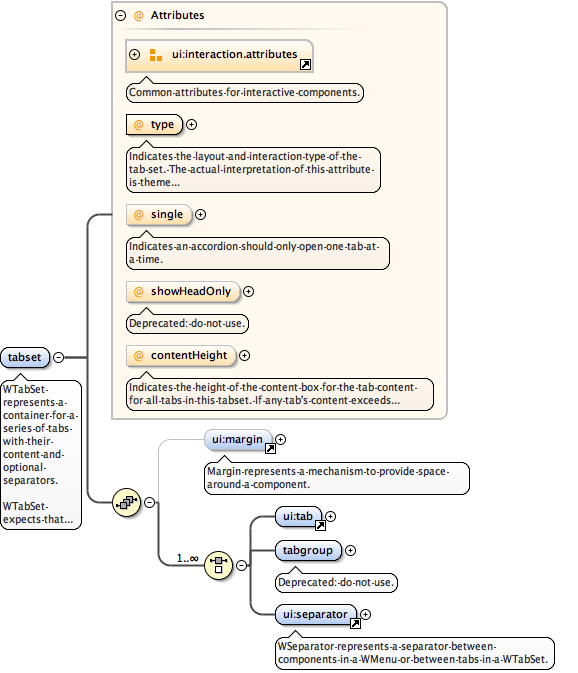 @ Attributes
ui:interaction.attributes
Common-attributes-for-interactive-components.
@ type
Indicates-the-layout-and-interaction-type-of-the-
tab-set.-The-actual-interpretation-of-this-attribute-
is-theme...
@ single
Indicates-an-accordion-should-only-open-one-tab-at-
a-time.
@ showHeadOnly
Deprecated:-do-not-use.
@ contentHeight
Indicates-the-height-of-the-content-box-for-the-tab-content-
for-all-tabs-in-this-tabset.-If-any-tab's-content-exceeds...
tabset
WTabSet-
represents-a-
container-for-a-
series-of-tabs-
with-their-
content-and-
optional-
separators.
WTabSet-
expects-that...
ui:margin
Margin-represents-a-mechanism-to-provide-space-
around-a-component.
1..∞
ui:tab
tabgroup
Deprecated:-do-not-use.
ui:separator
WSeparator-represents-a-separator-between-
components-in-a-WMenu-or-between-tabs-in-a-WTabSet.